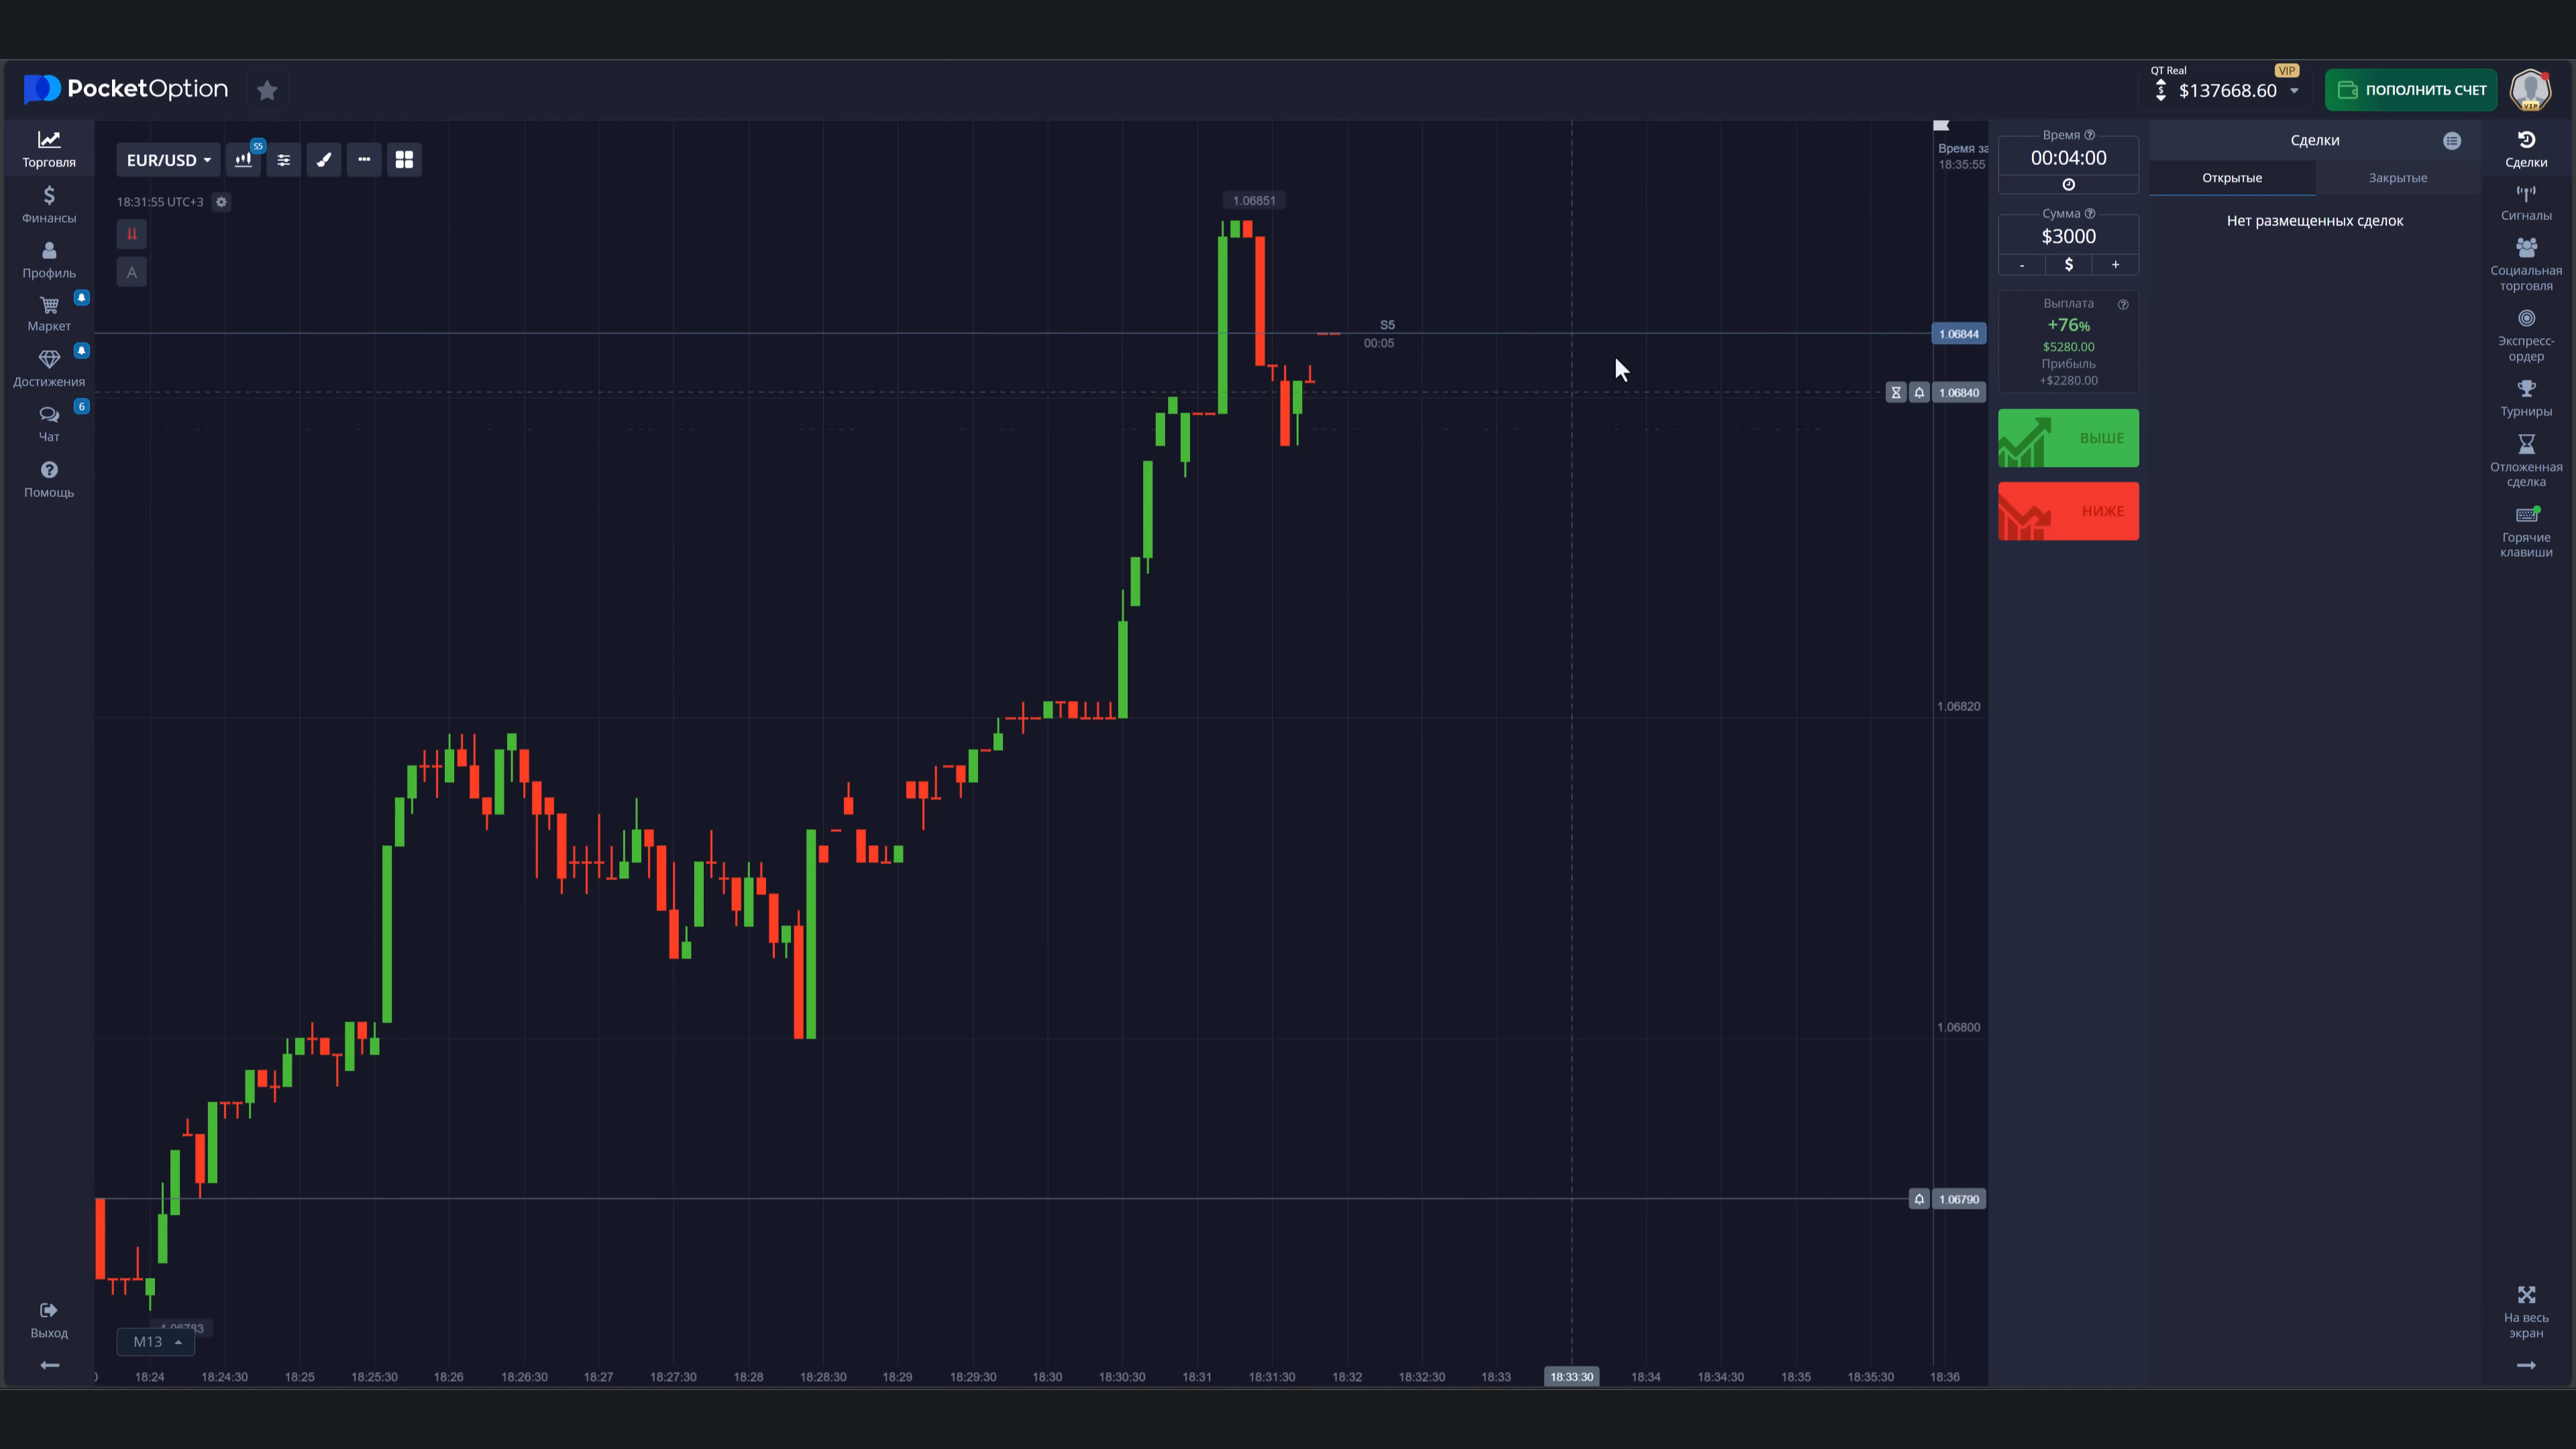 PocketOption
QT Real
VIP
$137668.60
ПОПОЛНИТЬ СЧЕТ
VIP
Торговля
Финансы
Профиль
Маркет
Достижения
6
Чат
Помощь
Выход
EUR/USD
S5
18:31:55 UTC+3
A
1.06851
S5
00:05
Время за
18:35:55
1.06844
1.06840
1.06820
1.06800
1.06790
M13
18:24
18:24:30
18:25
18:25:30
18:26
18:26:30
18:27
18:27:30
18:28
18:28:30
18:29
18:29:30
18:30
18:30:30
18:31
18:31:30
18:32
18:32:30
18:33
18:33:30
18:34
18:34:30
18:35
18:35:30
18:36
Время
00:04:00
Сумма
$3000
- $ +
Выплата
+76%
$5280.00
Прибыль
+$2280.00
ВЫШЕ
НИЖЕ
Сделки
Открытые
Закрытые
Нет размещенных сделок
Сделки
Сигналы
Социальная
торговля
Экспресс-
ордер
Турниры
Отложенная
сделка
Горячие
клавиши
На весь
экран